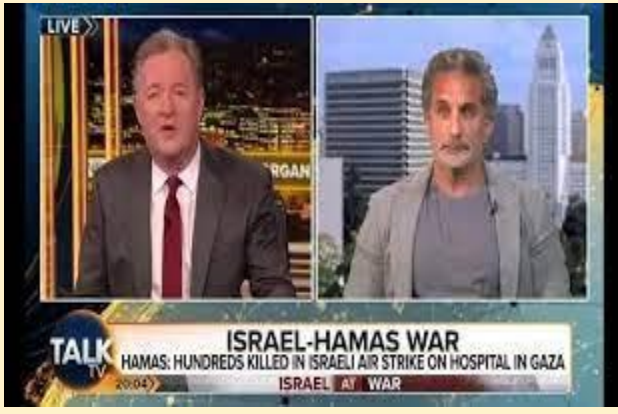 LIVE
RGAN
ISRAEL-HAMAS WAR
HAMAS: HUNDREDS KILLED IN ISRAELI AIR STRIKE ON HOSPITAL IN GAZA
TALK
TV
20:04
ISRAEL AT WAR